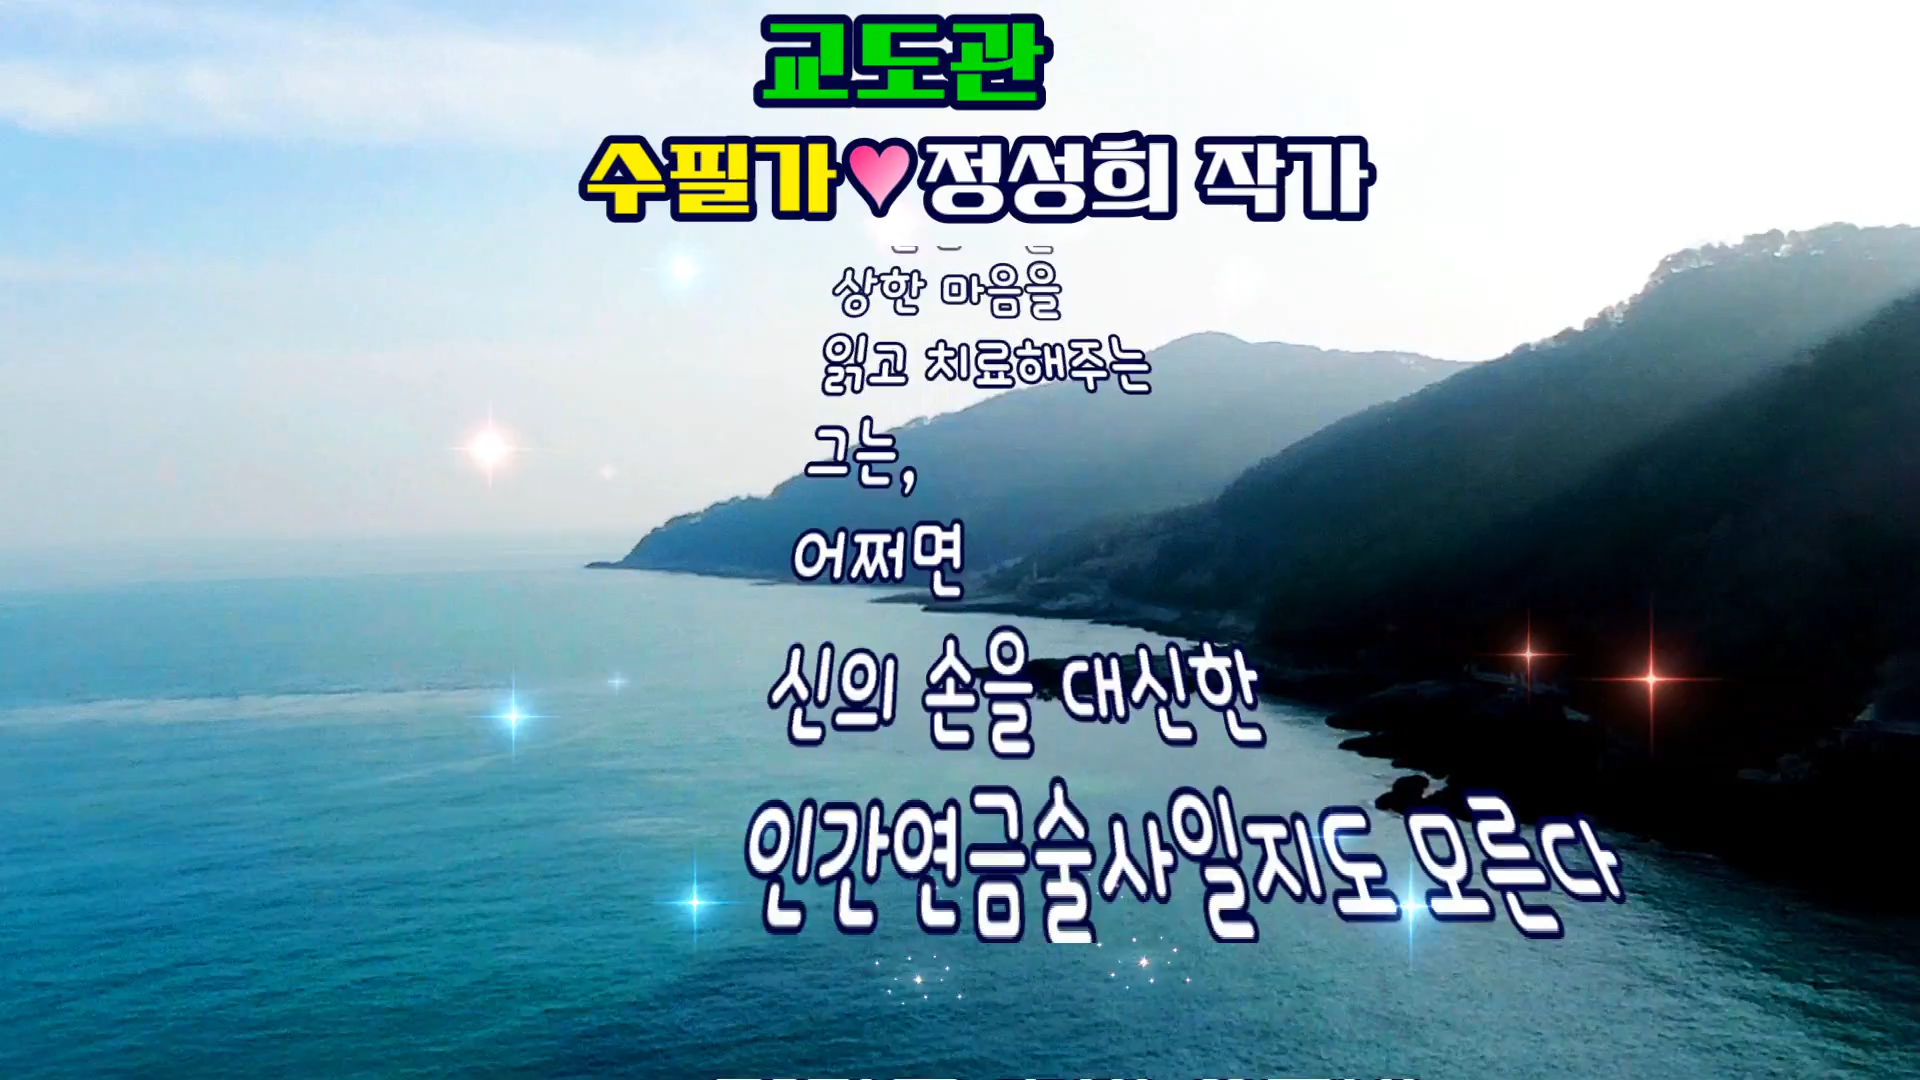 교도관
수필가♥정성희 작가
상한 마음을
읽고 치료해주는
그는,
어쩌면
신의 손을 대신한
인간연금술사일지도 모른다